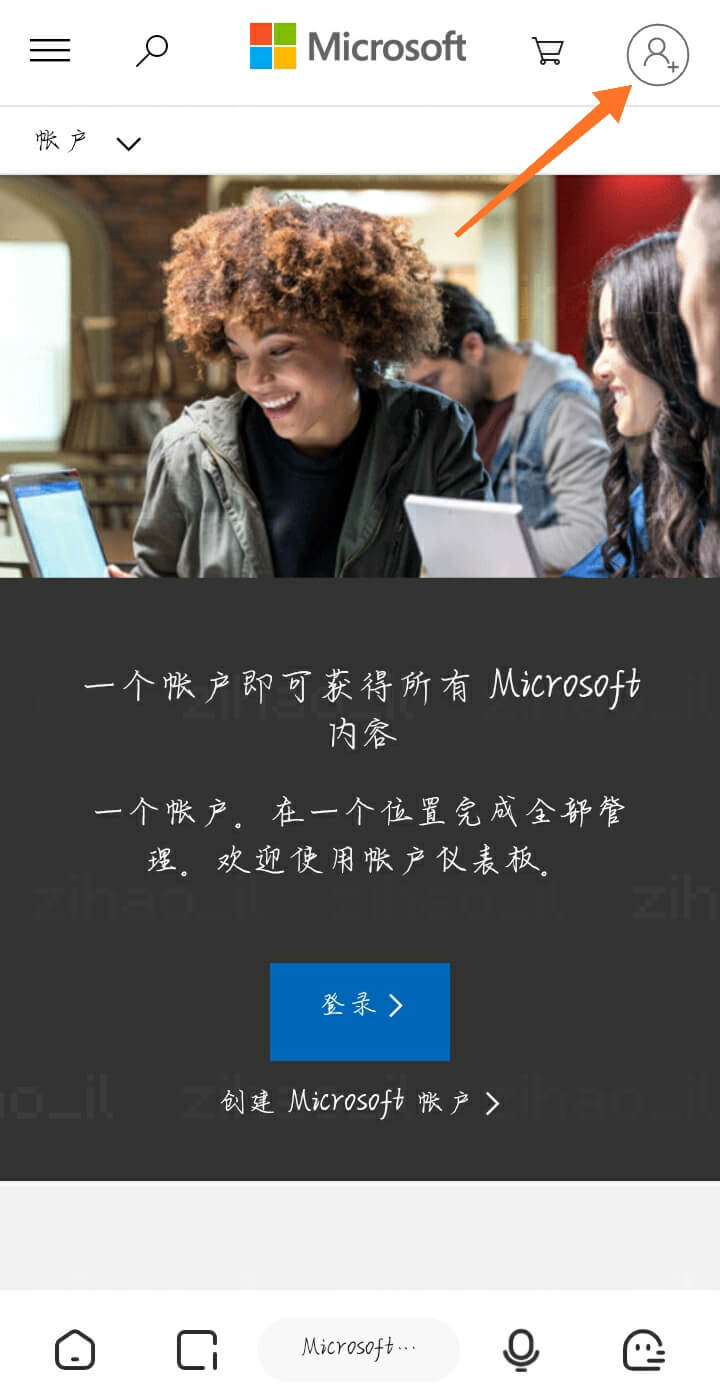 Microsoft
帐户
一个帐户即可获得所有 Microsoft
内容
一个帐户。在一个位置完成全部管
理。欢迎使用帐户仪表板。
zihao_il
登录
创建 Microsoft 帐户
Microsoft…